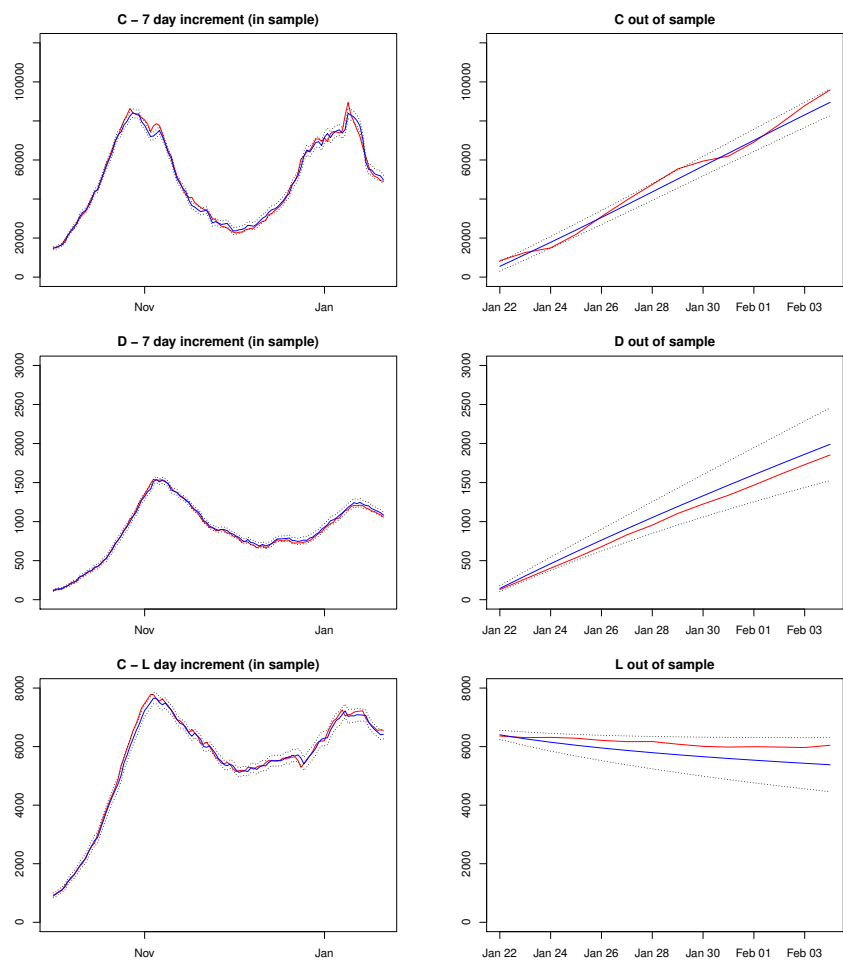 C − 7 day increment (in sample)
0
20000
40000
60000
100000
Nov
Jan
C out of sample
0
20000
40000
60000
100000
Jan 22
Jan 24
Jan 26
Jan 28
Jan 30
Feb 01
Feb 03
D − 7 day increment (in sample)
0
500
1000
1500
2000
2500
3000
Nov
Jan
D out of sample
0
500
1000
1500
2000
2500
3000
Jan 22
Jan 24
Jan 26
Jan 28
Jan 30
Feb 01
Feb 03
C − L day increment (in sample)
0
2000
4000
6000
8000
Nov
Jan
L out of sample
0
2000
4000
6000
8000
Jan 22
Jan 24
Jan 26
Jan 28
Jan 30
Feb 01
Feb 03